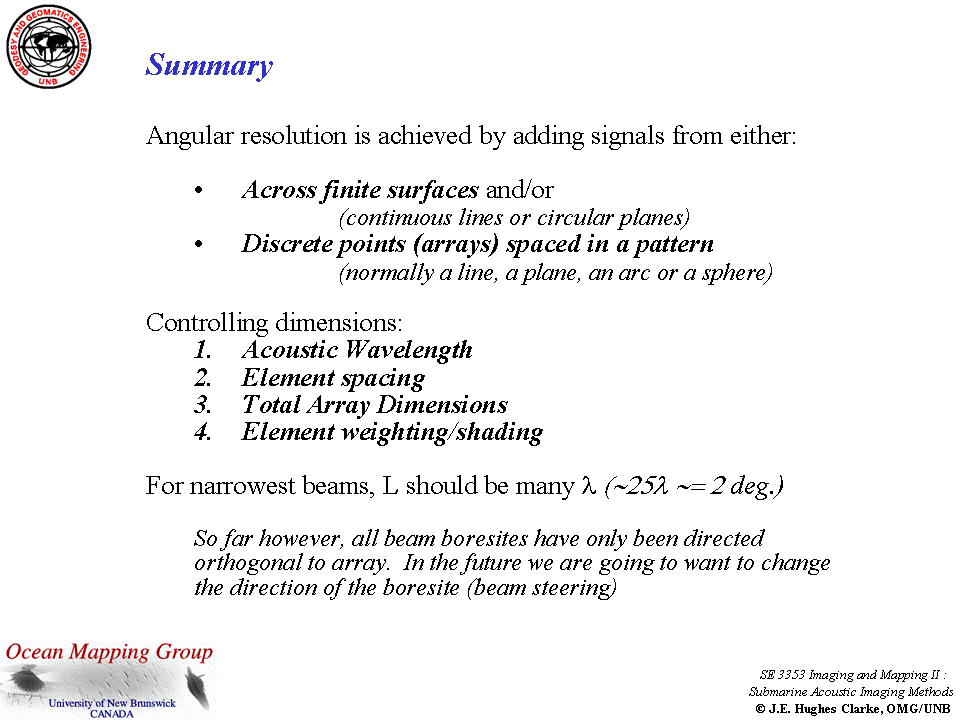 GEODESY AND GEOMATICS ENGINEERING
UNB
Summary
Angular resolution is achieved by adding signals from either:
• Across finite surfaces and/or
(continuous lines or circular planes)
• Discrete points (arrays) spaced in a pattern
(normally a line, a plane, an arc or a sphere)
Controlling dimensions:
1. Acoustic Wavelength
2. Element spacing
3. Total Array Dimensions
4. Element weighting/shading
For narrowest beams, L should be many λ (~25λ ~= 2 deg.)
So far however, all beam boresites have only been directed
orthogonal to array. In the future we are going to want to change
the direction of the boresite (beam steering)
Ocean Mapping Group
University of New Brunswick
CANADA
SE 3353 Imaging and Mapping II :
Submarine Acoustic Imaging Methods
© J.E. Hughes Clarke, OMG/UNB